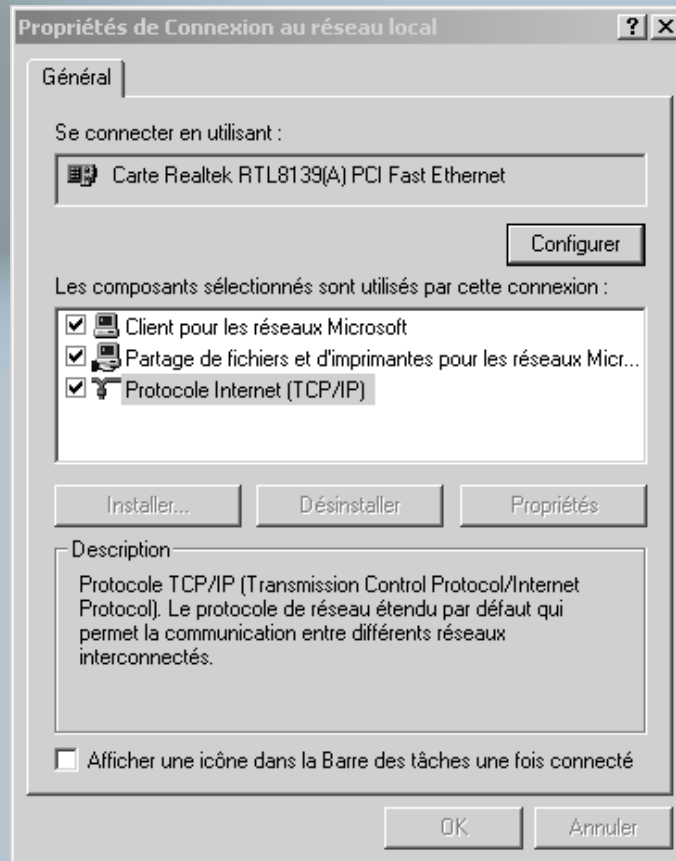 Propriétés de Connexion au réseau local
Général
Se connecter en utilisant :
Carte Realtek RTL8139(A) PCI Fast Ethernet
Configurer
Les composants sélectionnés sont utilisés par cette connexion :
Client pour les réseaux Microsoft
Partage de fichiers et d'imprimantes pour les réseaux Micr...
Protocole Internet (TCP/IP)
Installer... Désinstaller Propriétés
Description
Protocole TCP/IP (Transmission Control Protocol/Internet
Protocol). Le protocole de réseau étendu par défaut qui
permet la communication entre différents réseaux
interconnectés.
Afficher une icône dans la Barre des tâches une fois connecté
OK Annuler